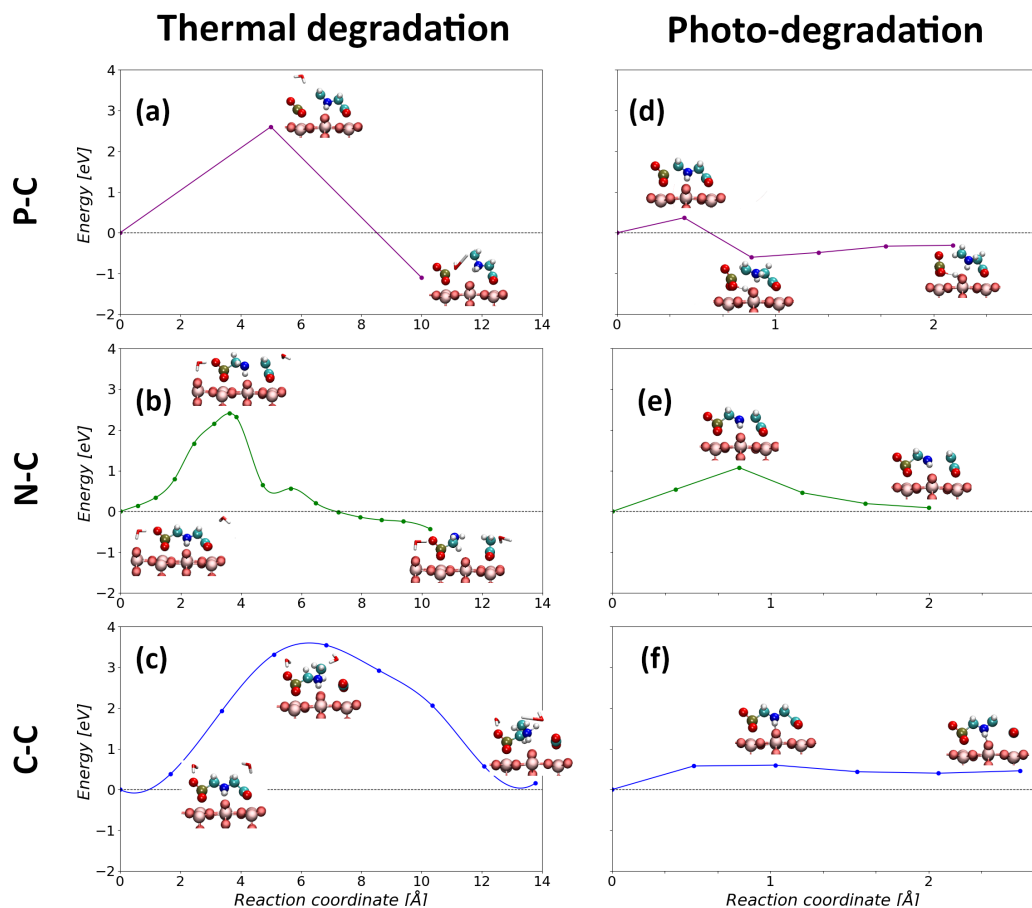 Thermal degradation
Photo-degradation
P-C
N-C
C-C
(a)
Energy [eV]
4
3
2
1
0
−1
−2
0 2 4 6 8 10 12 14
(d)
0 1 2
(b)
Energy [eV]
4
3
2
1
0
−1
−2
0 2 4 6 8 10 12 14
(e)
0 1 2
(c)
Energy [eV]
4
3
2
1
0
−1
−2
0 2 4 6 8 10 12 14
Reaction coordinate [Å]
(f)
0 1 2
Reaction coordinate [Å]